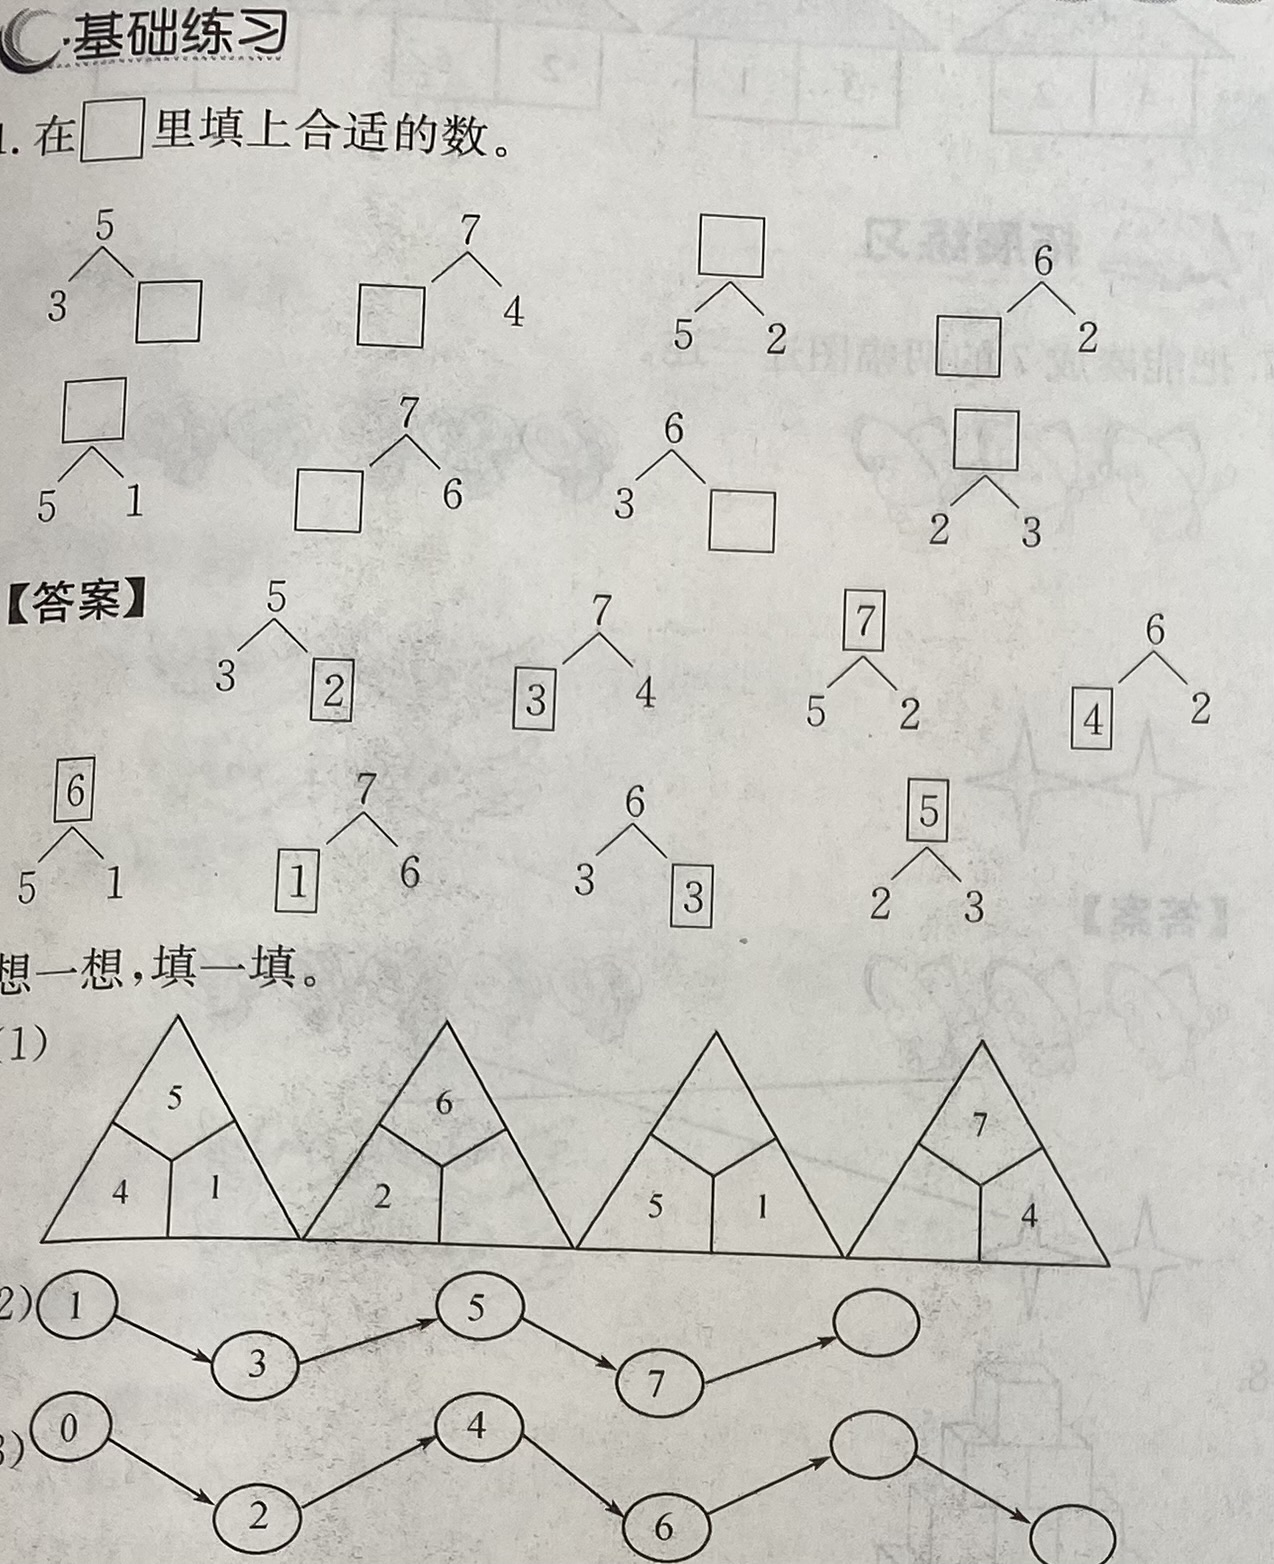 基础练习
1. 在□里填上合适的数。
5 7 □ 6
3 □ □ 4 5 2 □ 2
□ 7 6 □
5 1 □ 6 3 □ 2 3
【答案】 5 7 7 6
3 2 3 4 5 2 4 2
6 7 6 5
5 1 1 6 3 3 2 3
想一想,填一填。
(1)
5 6 7
4 1 2 5 1 4
2) 1 5
3 7
3) 0 4
2 6